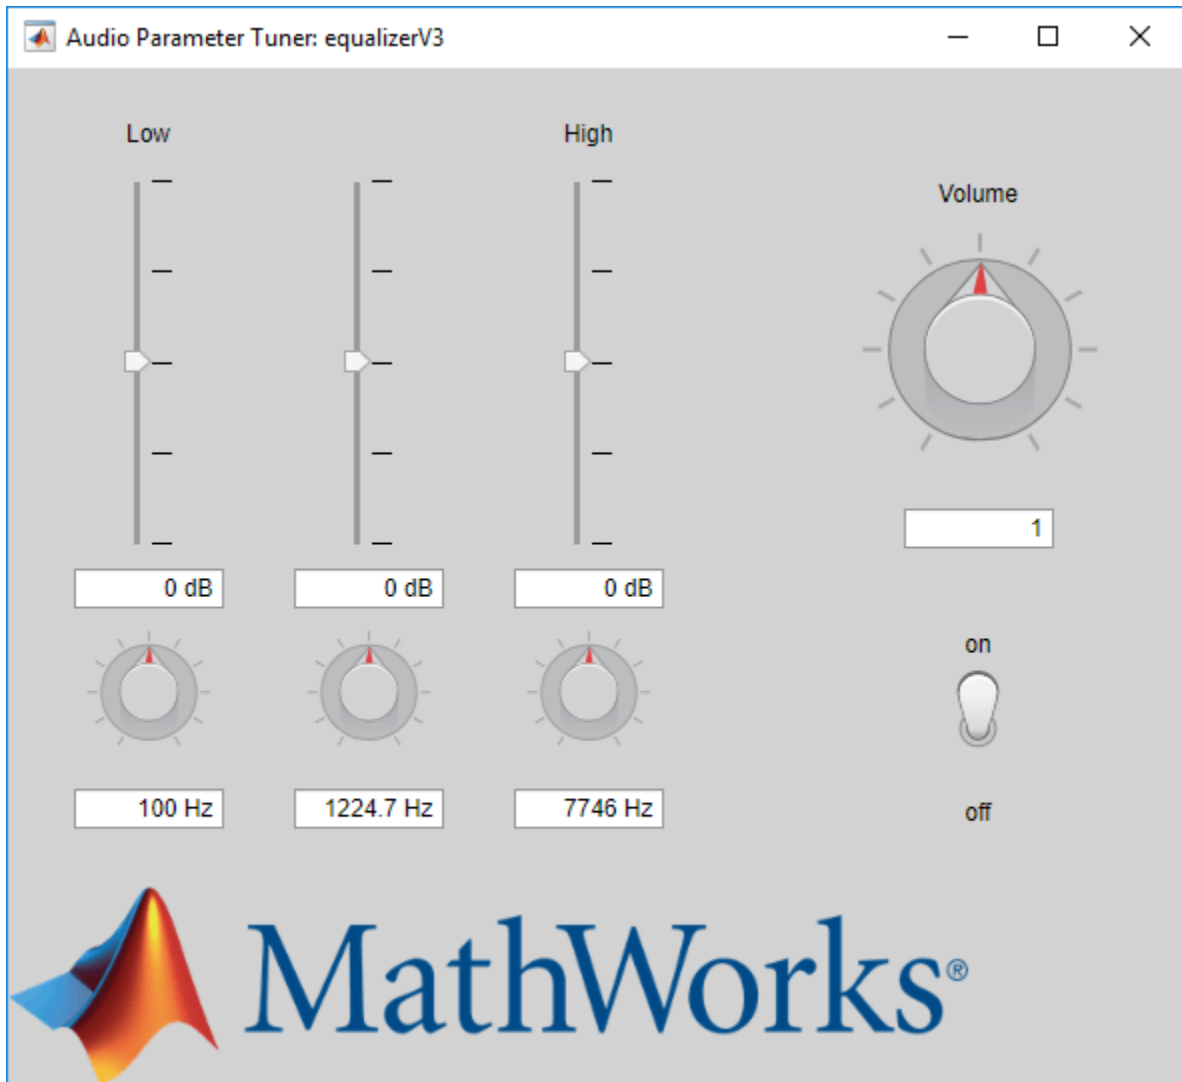 Audio Parameter Tuner: equalizerV3
Low High
Volume
1
0 dB 0 dB 0 dB
on
100 Hz 1224.7 Hz 7746 Hz
off
MathWorks®